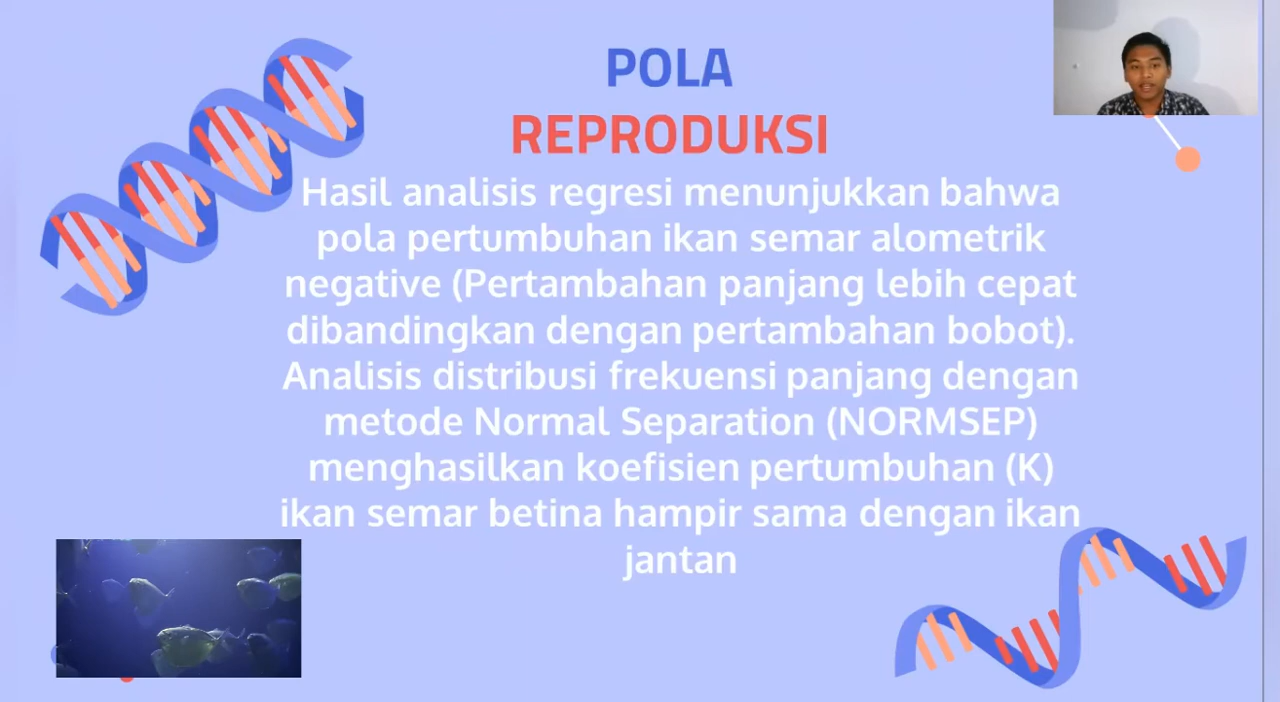 POLA
REPRODUKSI
Hasil analisis regresi menunjukkan bahwa
pola pertumbuhan ikan semar alometrik
negative (Pertambahan panjang lebih cepat
dibandingkan dengan pertambahan bobot).
Analisis distribusi frekuensi panjang dengan
metode Normal Separation (NORMSEP)
menghasilkan koefisien pertumbuhan (K)
ikan semar betina hampir sama dengan ikan
jantan